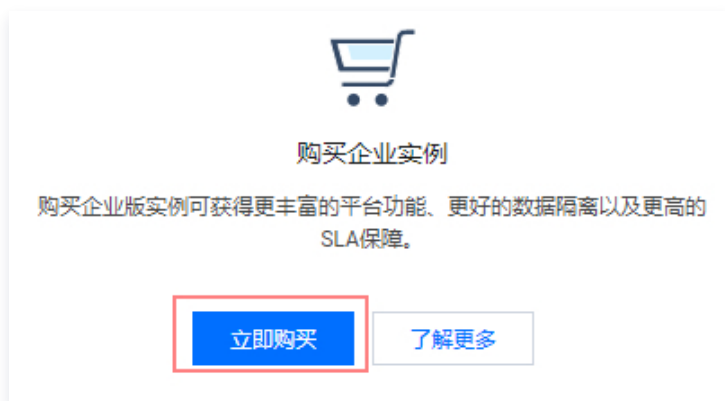 购买企业实例
购买企业版实例可获得更丰富的平台功能、更好的数据隔离以及更高的
SLA保障。
立即购买
了解更多